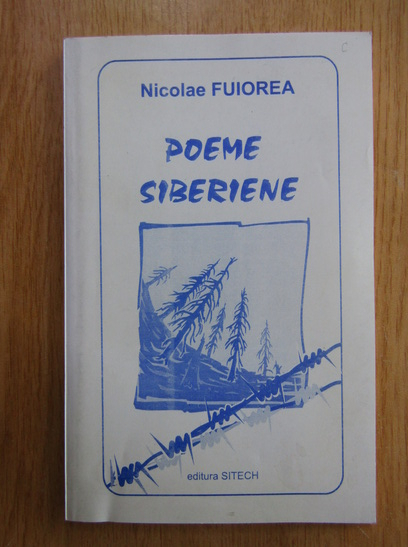 Nicolae FUIOREA
POEME
SIBERIENE
editura SITECH